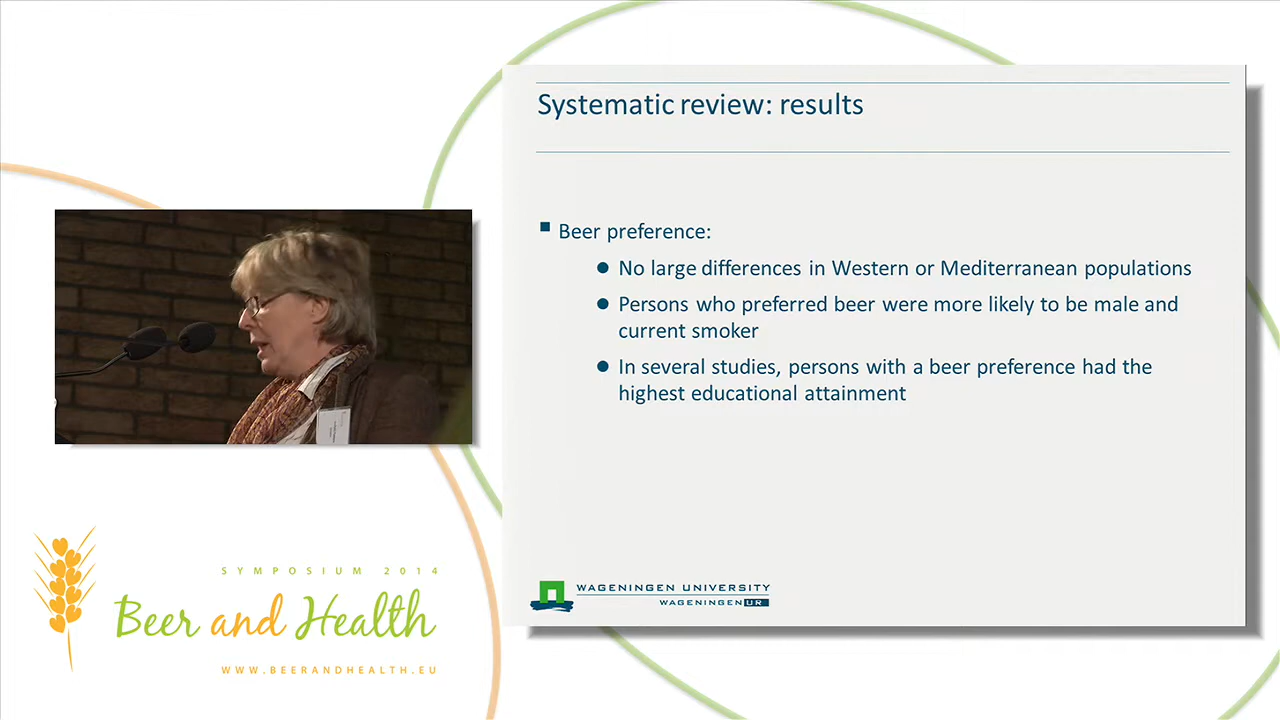 Systematic review: results
Beer preference:
No large differences in Western or Mediterranean populations
Persons who preferred beer were more likely to be male and
current smoker
In several studies, persons with a beer preference had the
highest educational attainment
WAGENINGEN UNIVERSITY
WAGENINGEN UR
SYMPOSIUM 2014
Beer and Health
WWW.BEERANDHEALTH.EU